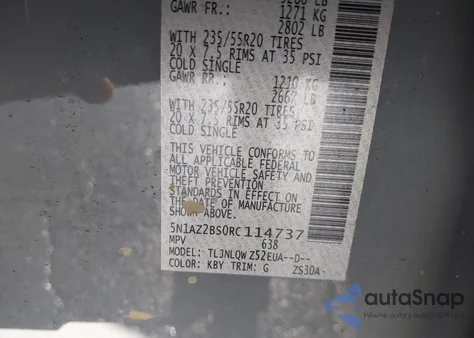 GAWR FR.: 1271 KG
2802 LB
WITH 235/55R20 TIRES
20 X 7.5 RIMS AT 35 PSI
COLD SINGLE
GAWR RR.: 1210 KG
2668 LB
WITH 235/55R20 TIRES
20 X 7.5 RIMS AT 35 PSI
COLD SINGLE
THIS VEHICLE CONFORMS TO
ALL APPLICABLE FEDERAL
MOTOR VEHICLE SAFETY AND
THEFT PREVENTION
STANDARDS IN EFFECT ON
THE DATE OF MANUFACTURE
SHOWN ABOVE.
5N1AZ2BS0RC114737
MPV 638
MODEL: TLJNLQW Z52EUA--D--
COLOR: KBY TRIM: G ZS3DA-
autoSnap